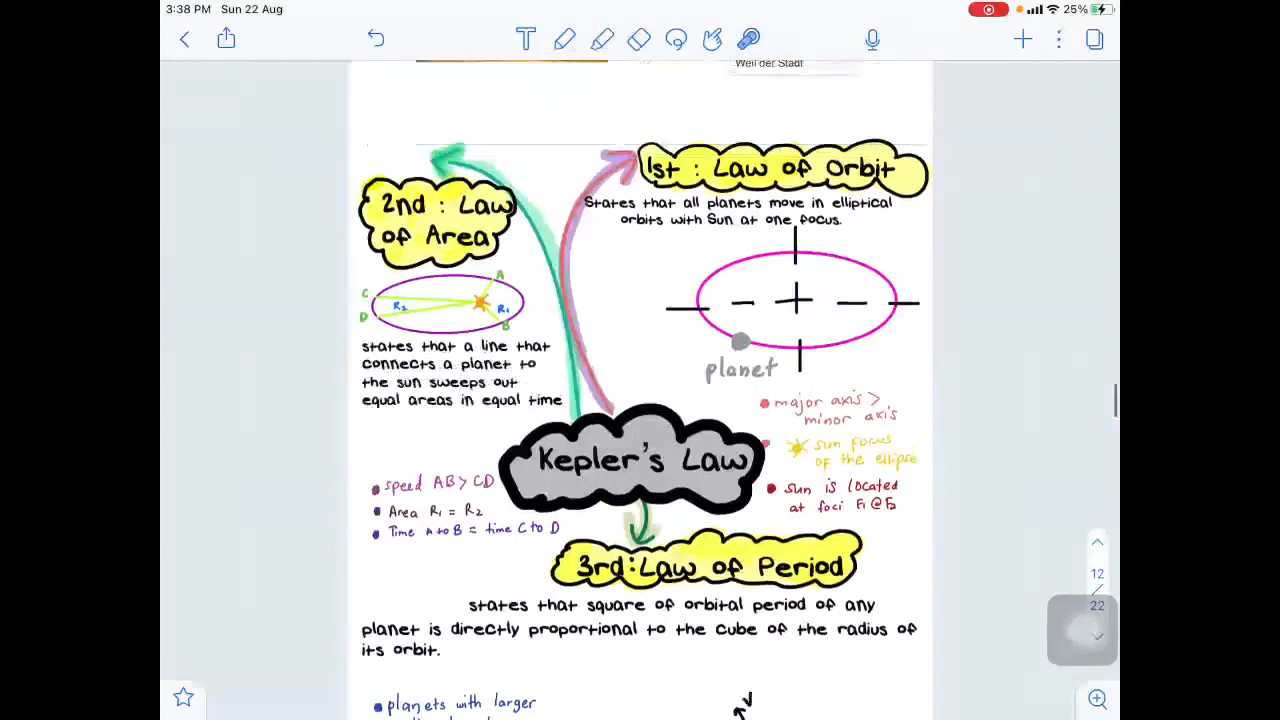 3:38 PM Sun 22 Aug
25%
T
Weil der Stadt
1st : Law of Orbit
States that all planets move in elliptical
orbits with Sun at one focus.
planet
major axis >
minor axis
sun focus
of the ellipse
sun is located
at foci F1 @ F2
2nd : Law
of Area
A
C
R2
R1
D
B
states that a line that
connects a planet to
the sun sweeps out
equal areas in equal time
speed AB > CD
Area R1 = R2
Time A to B = time C to D
Kepler's Law
3rd: Law of Period
states that square of orbital period of any
planet is directly proportional to the cube of the radius of
its orbit.
planets with larger
12
/
22